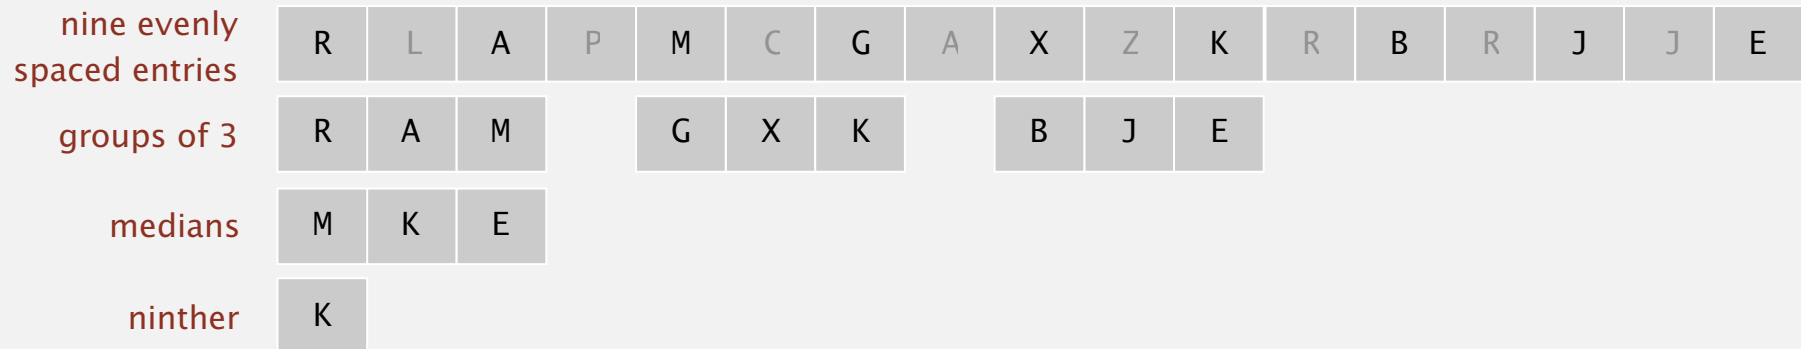 nine evenly spaced entries R L A P M C G A X Z K R B R J J E
groups of 3 R A M G X K B J E
medians M K E
ninther K